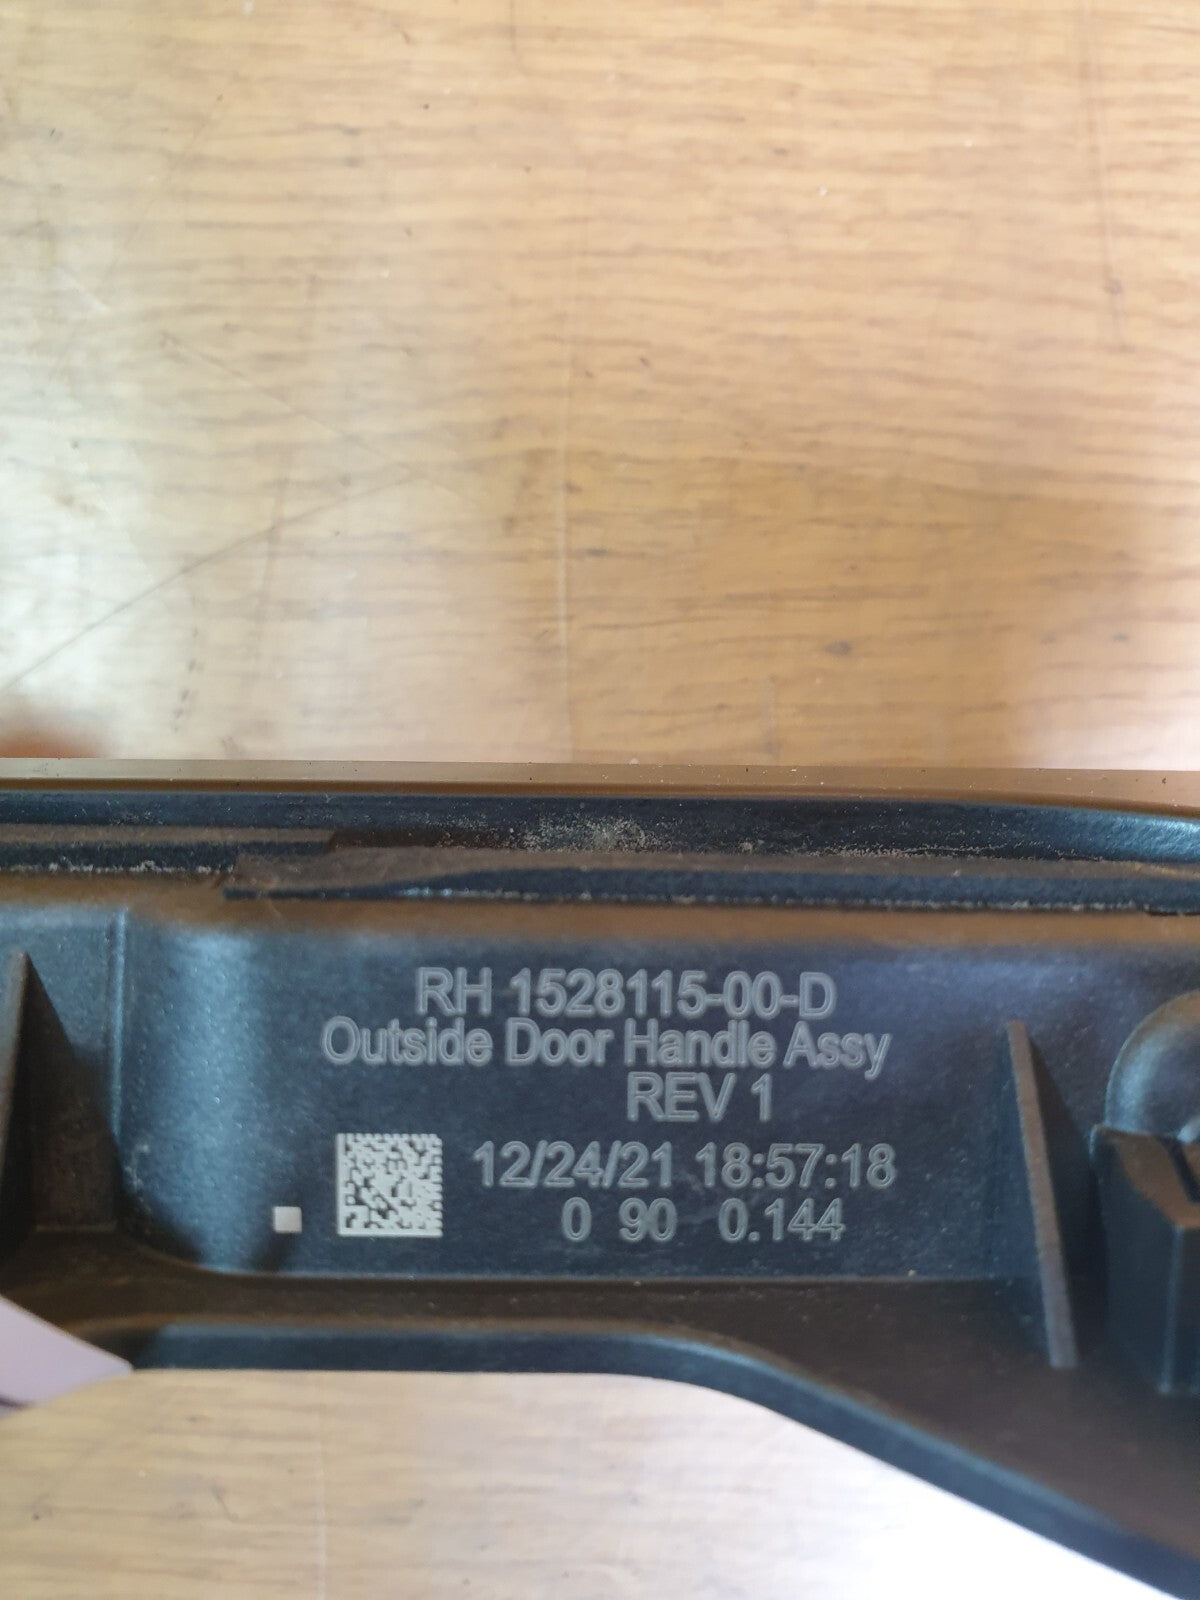 RH 1528115-00-D
Outside Door Handle Assy
REV 1
12/24/21 18:57:18
0 90 0.144